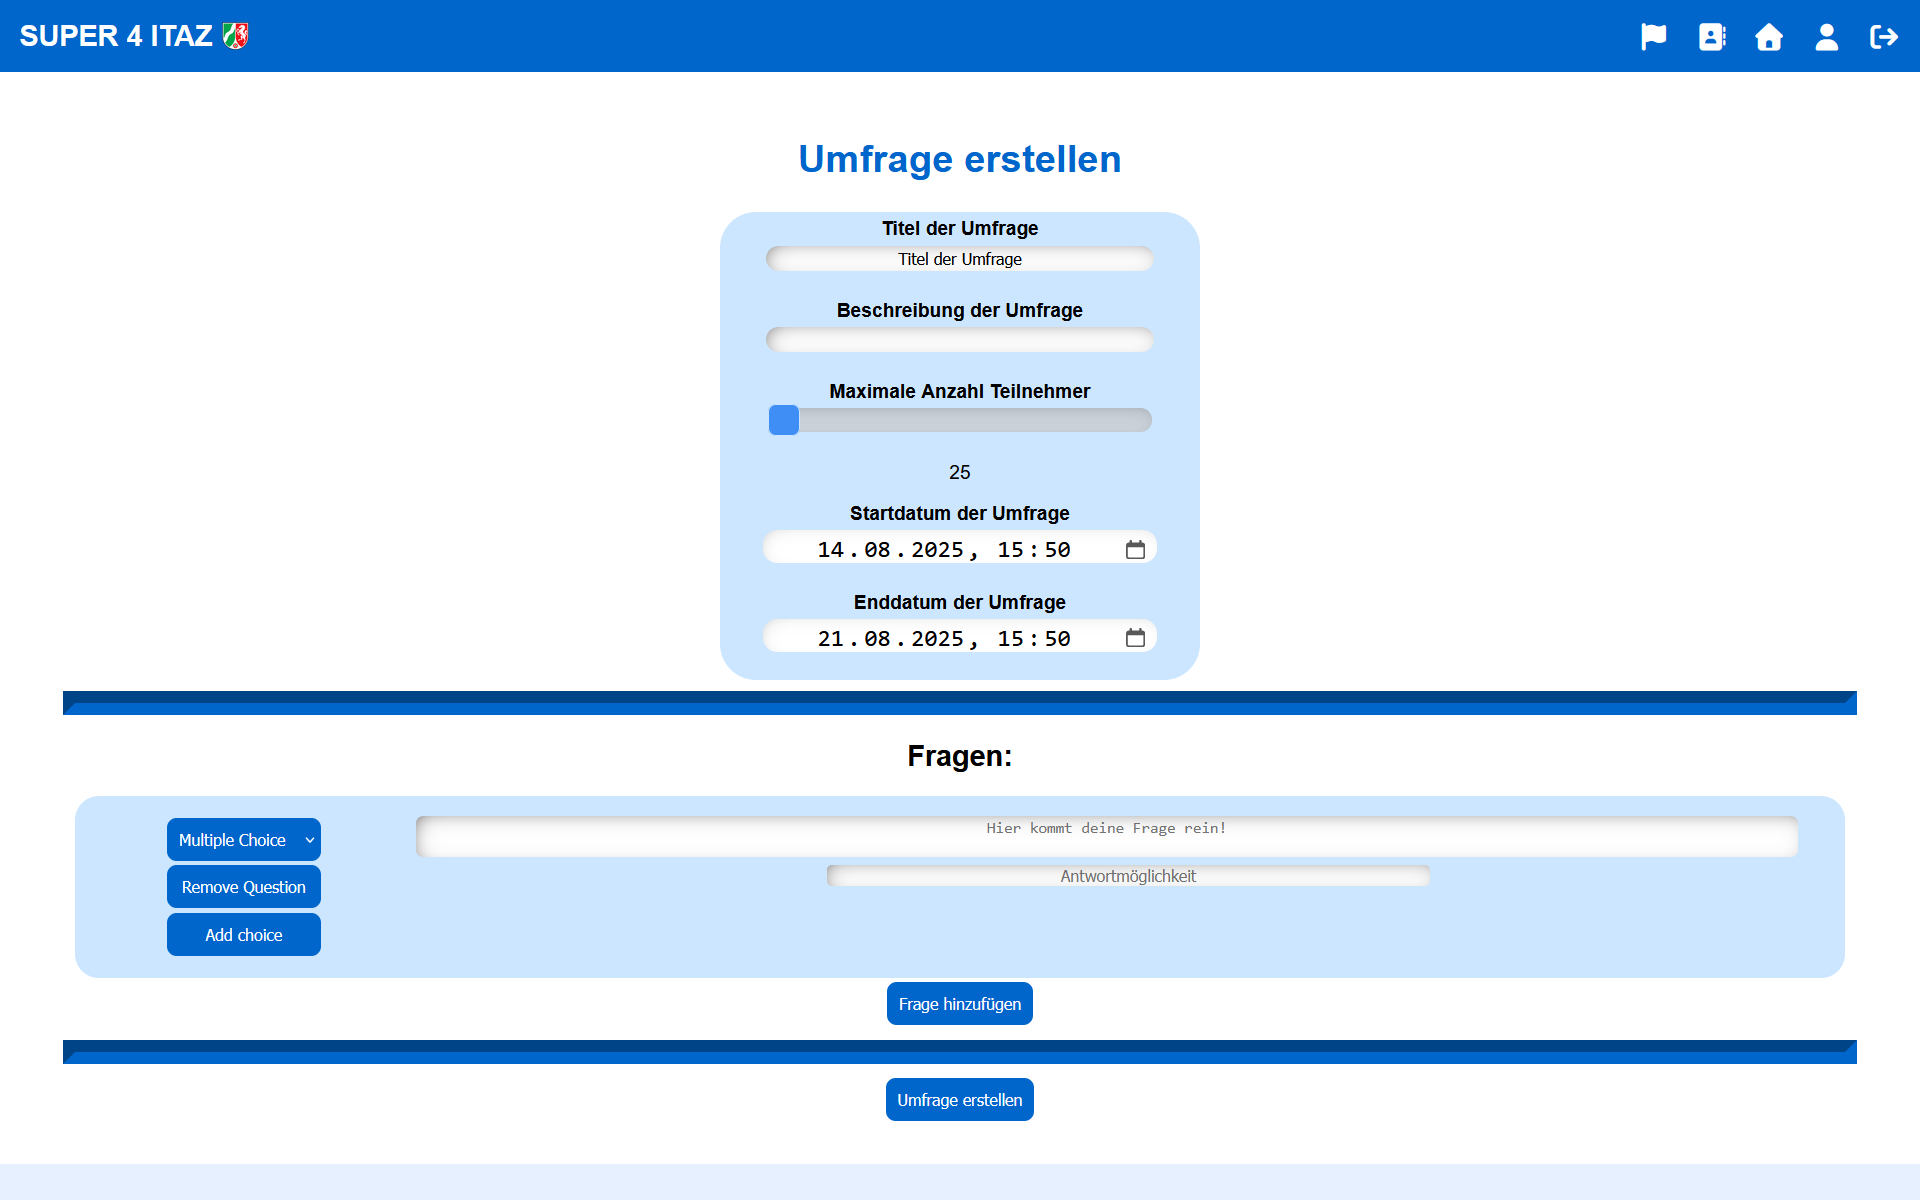 SUPER 4 ITAZ
Umfrage erstellen
Titel der Umfrage
Titel der Umfrage
Beschreibung der Umfrage
Maximale Anzahl Teilnehmer
25
Startdatum der Umfrage
14.08.2025, 15:50
Enddatum der Umfrage
21.08.2025, 15:50
Fragen:
Multiple Choice
Hier kommt deine Frage rein!
Antwortmöglichkeit
Remove Question
Add choice
Frage hinzufügen
Umfrage erstellen